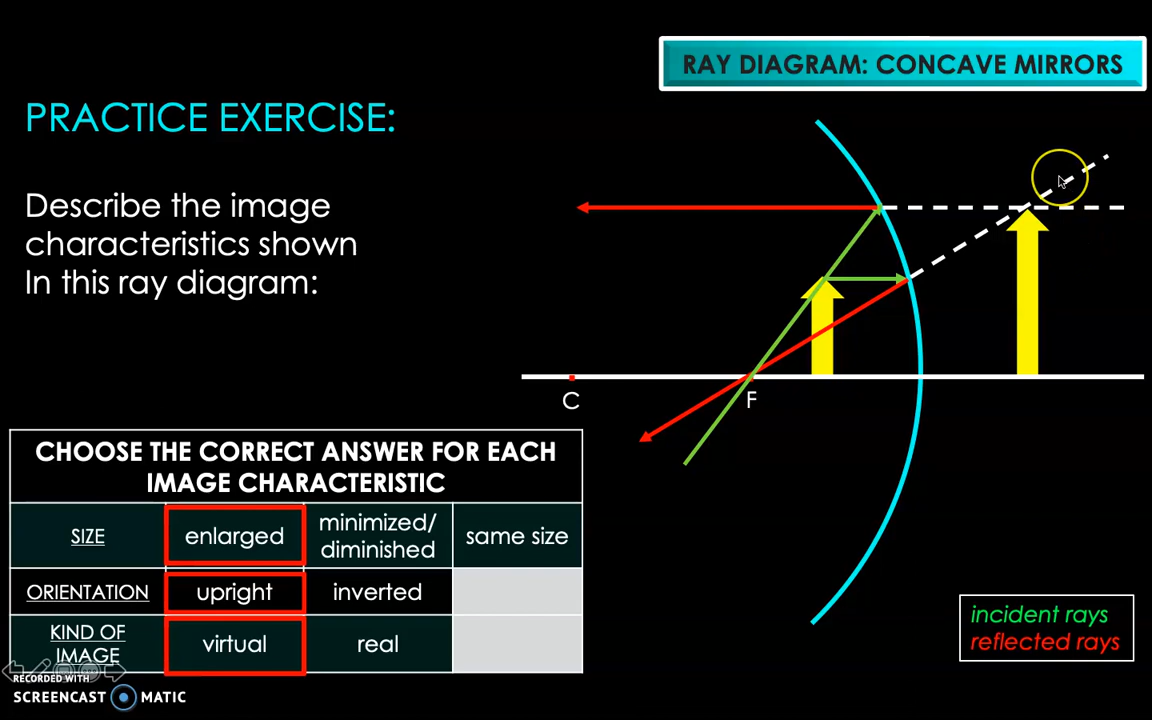 RAY DIAGRAM: CONCAVE MIRRORS
PRACTICE EXERCISE:
Describe the image
characteristics shown
In this ray diagram:
C
F
CHOOSE THE CORRECT ANSWER FOR EACH
IMAGE CHARACTERISTIC
SIZE
enlarged
minimized/
diminished
same size
ORIENTATION
upright
inverted
KIND OF
IMAGE
virtual
real
incident rays
reflected rays
RECORDED WITH
SCREENCAST MATIC